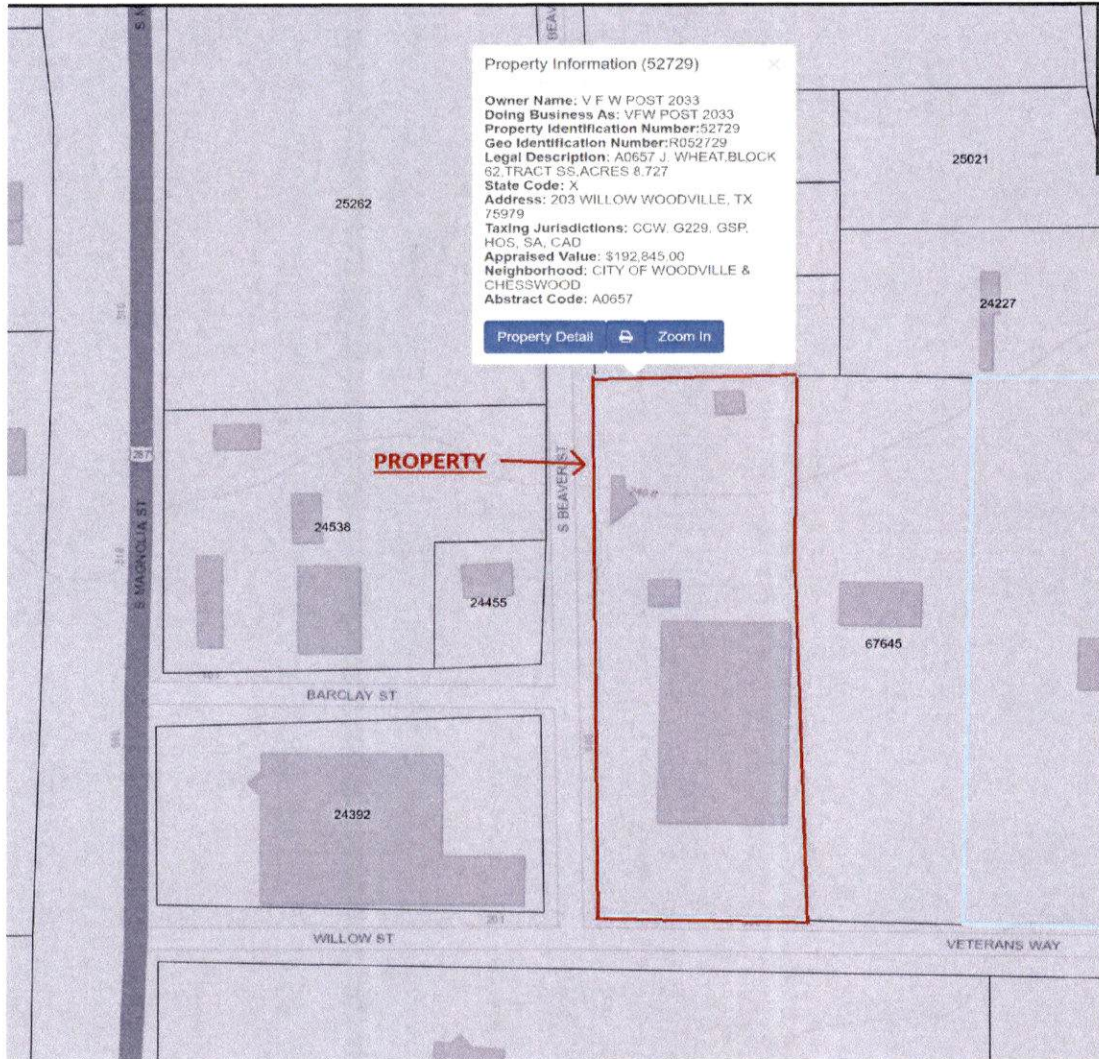 S M
BEAV
Property Information (52729)
Owner Name: V F W POST 2033
Doing Business As: VFW POST 2033
Property Identification Number:52729
Geo Identification Number:R052729
Legal Description: A0657 J. WHEAT,BLOCK
62,TRACT SS,ACRES 8.727
State Code: X
Address: 203 WILLOW WOODVILLE, TX
75979
Taxing Jurisdictions: CCW, G229, GSP,
HOS, SA, CAD
Appraised Value: $192,845.00
Neighborhood: CITY OF WOODVILLE &
CHESSWOOD
Abstract Code: A0657
Property Detail
Zoom In
25021
25262
24227
287
PROPERTY
S BEAVER ST
S MAGNOLIA ST
24538
24455
67645
BARCLAY ST
24392
201
WILLOW ST
VETERANS WAY